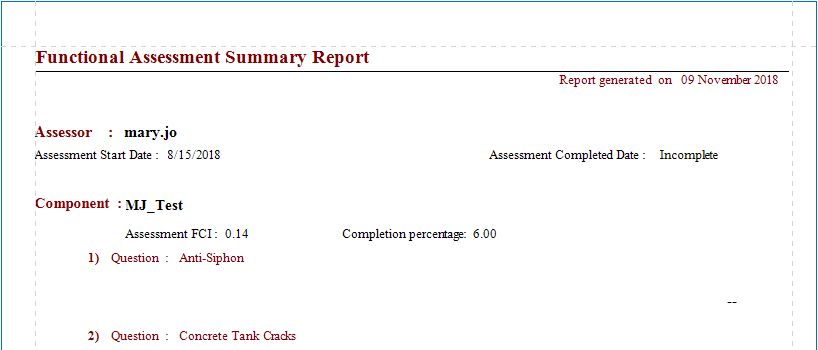 Functional Assessment Summary Report
Report generated on 09 November 2018
Assessor : mary.jo
Assessment Start Date : 8/15/2018 Assessment Completed Date : Incomplete
Component : MJ_Test
Assessment FCI : 0.14 Completion percentage: 6.00
1) Question : Anti-Siphon
--
2) Question : Concrete Tank Cracks